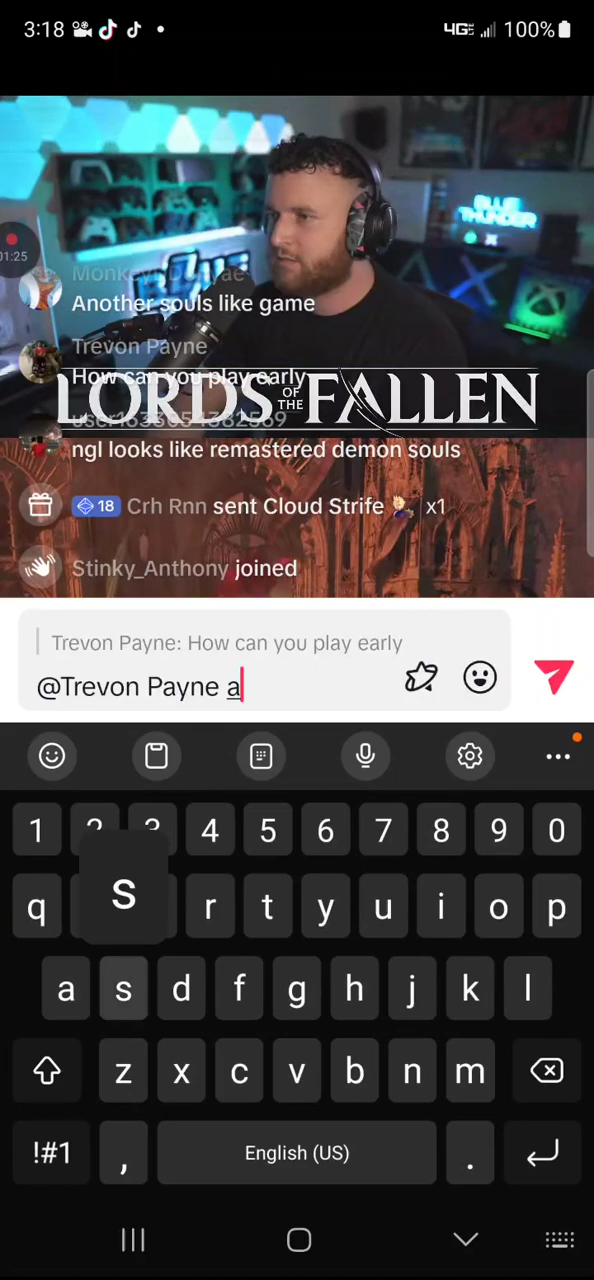 3:18
4G 100%
BLUE
THUNDER
01:25
Another souls like game
Trevon Payne
How can you play early
LORDS OF THE FALLEN
ngl looks like remastered demon souls
18 Crh Rnn sent Cloud Strife x1
Stinky_Anthony joined
Trevon Payne: How can you play early
@Trevon Payne a
1 2 3 4 5 6 7 8 9 0
s
q r t y u i o p
a s d f g h j k l
z x c v b n m
!#1 , English (US) .